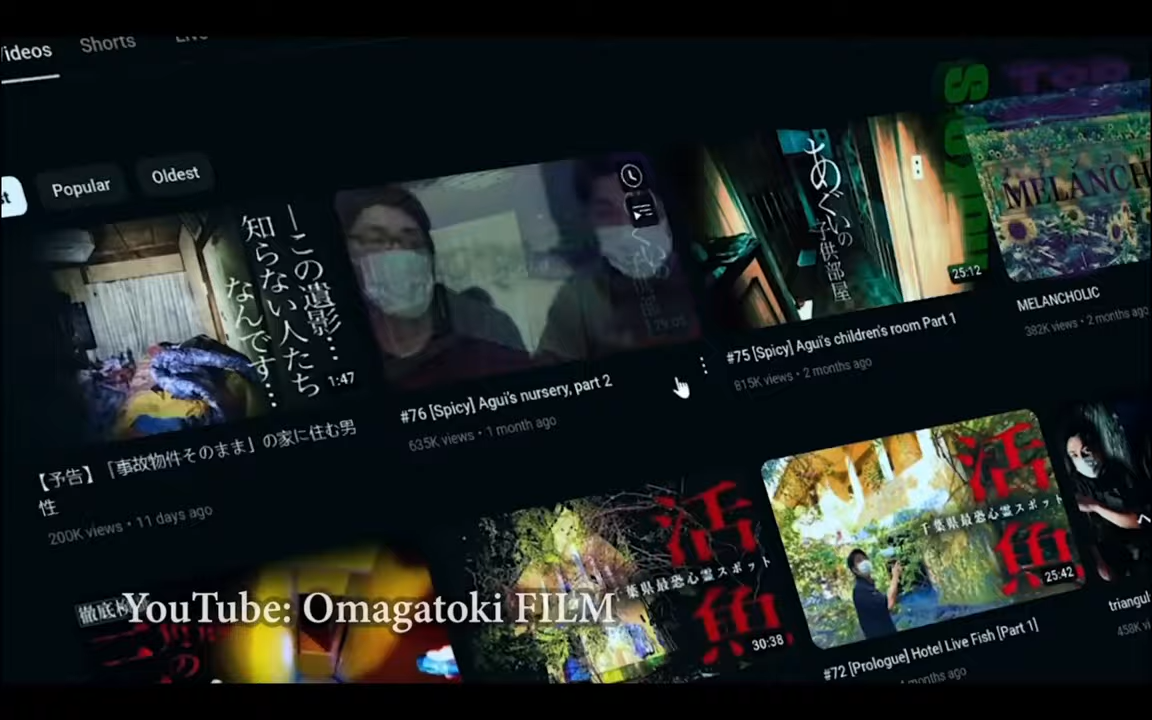 Videos
Shorts
Live
Popular
Oldest
「この遺影…
知らない人たち
なんです…
1:47
【予告】「事故物件そのまま」の家に住む男
性
200K views • 11 days ago
#76 [Spicy] Agui's nursery, part 2
635K views • 1 month ago
あぐいの
子供部屋
25:12
#75 [Spicy] Agui's children's room Part 1
815K views • 2 months ago
MELANCH
MELANCHOLIC
382K views • 2 months ago
YouTube: Omagatoki FILM
活
葉県最恐心霊スポット
魚
30:38
活
千葉県最恐心霊スポット
魚
25:42
#72 [Prologue] Hotel Live Fish [Part 1]
months ago
triangul
458K vi